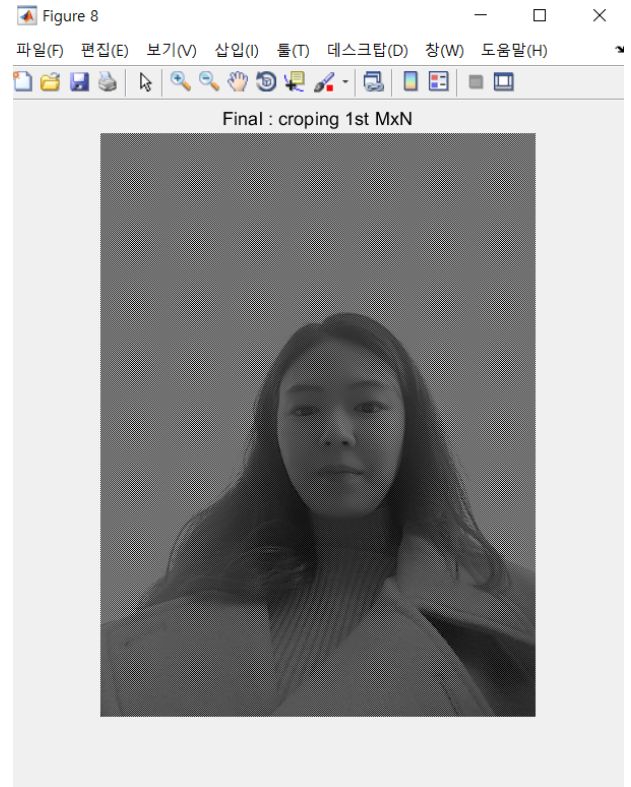 Figure 8
파일(F) 편집(E) 보기(V) 삽입(I) 툴(T) 데스크탑(D) 창(W) 도움말(H)
Final : croping 1st MxN